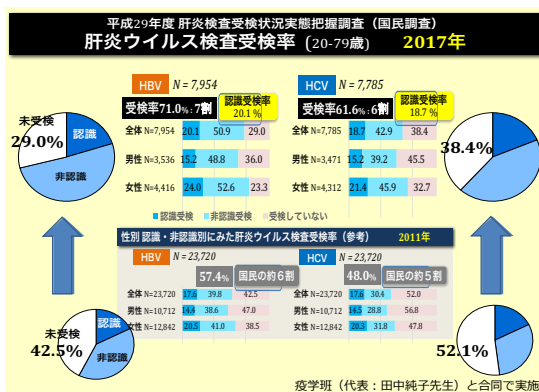 平成29年度 肝炎検査受検状況実態把握調査（国民調査）
肝炎ウイルス検査受検率 (20-79歳) 2017年
HBV N = 7,954
HCV N = 7,785
受検率71.0%:7割
認識受検率
20.1 %
受検率61.6%:6割
認識受検率
18.7 %
未受検
29.0%
認識
非認識
全体 N=7,954 20.1 50.9 29.0
男性 N=3,536 15.2 48.8 36.0
女性 N=4,416 24.0 52.6 23.3
全体 N=7,785 18.7 42.9 38.4
男性 N=3,471 15.2 39.2 45.5
女性 N=4,312 21.4 45.9 32.7
38.4%
認識受検 非認識受検 受検していない
性別 認識・非認識別にみた肝炎ウイルス検査受検率（参考） 2011年
HBV N = 23,720
HCV N = 23,720
57.4% 国民の約6割
48.0% 国民の約5割
全体 N=23,720 17.6 39.8 42.5
男性 N=10,712 14.4 38.6 47.0
女性 N=12,842 20.5 41.0 38.5
全体 N=23,720 17.6 30.4 52.0
男性 N=10,712 14.5 28.8 56.8
女性 N=12,842 20.3 31.8 47.8
未受検
42.5%
認識
非認識
52.1%
疫学班（代表：田中純子先生）と合同で実施